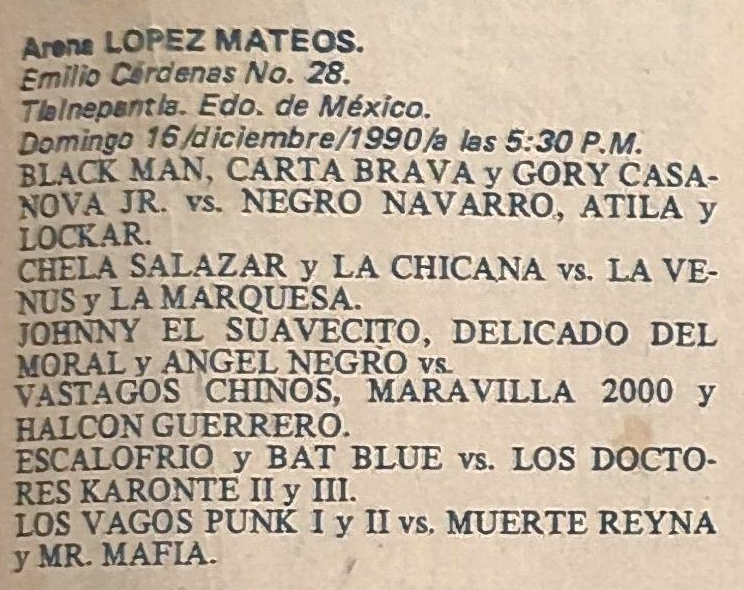 Arena LOPEZ MATEOS.
Emilio Cárdenas No. 28.
Tlalnepantla. Edo. de México.
Domingo 16/diciembre/1990/a las 5:30 P.M.
BLACK MAN, CARTA BRAVA y GORY CASA-
NOVA JR. vs. NEGRO NAVARRO, ATILA y
LOCKAR.
CHELA SALAZAR y LA CHICANA vs. LA VE-
NUS y LA MARQUESA.
JOHNNY EL SUAVECITO, DELICADO DEL
MORAL y ANGEL NEGRO vs.
VASTAGOS CHINOS, MARAVILLA 2000 y
HALCON GUERRERO.
ESCALOFRIO y BAT BLUE vs. LOS DOCTO-
RES KARONTE II y III.
LOS VAGOS PUNK I y II vs. MUERTE REYNA
y MR. MAFIA.